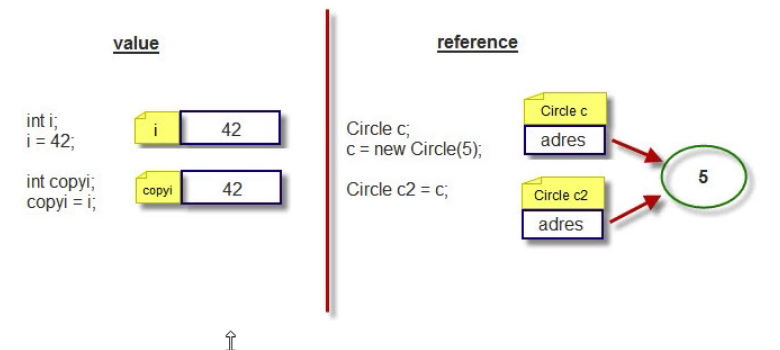 value
int i;
i = 42;
i
42
int copyi;
copyi = i;
copyi
42
reference
Circle c;
c = new Circle(5);
Circle c2 = c;
Circle c
adres
Circle c2
adres
5